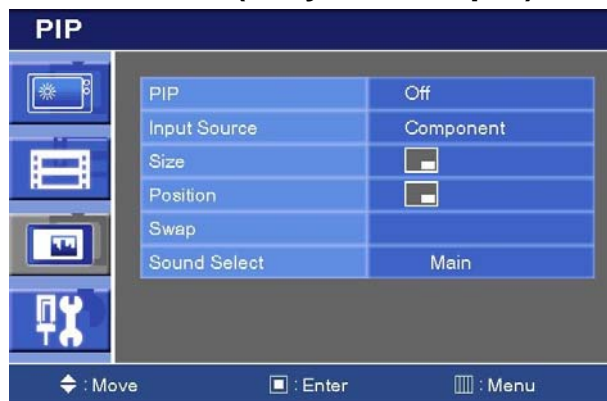 PIP
PIP Off
Input Source Component
Size
Position
Swap
Sound Select Main
: Move : Enter : Menu